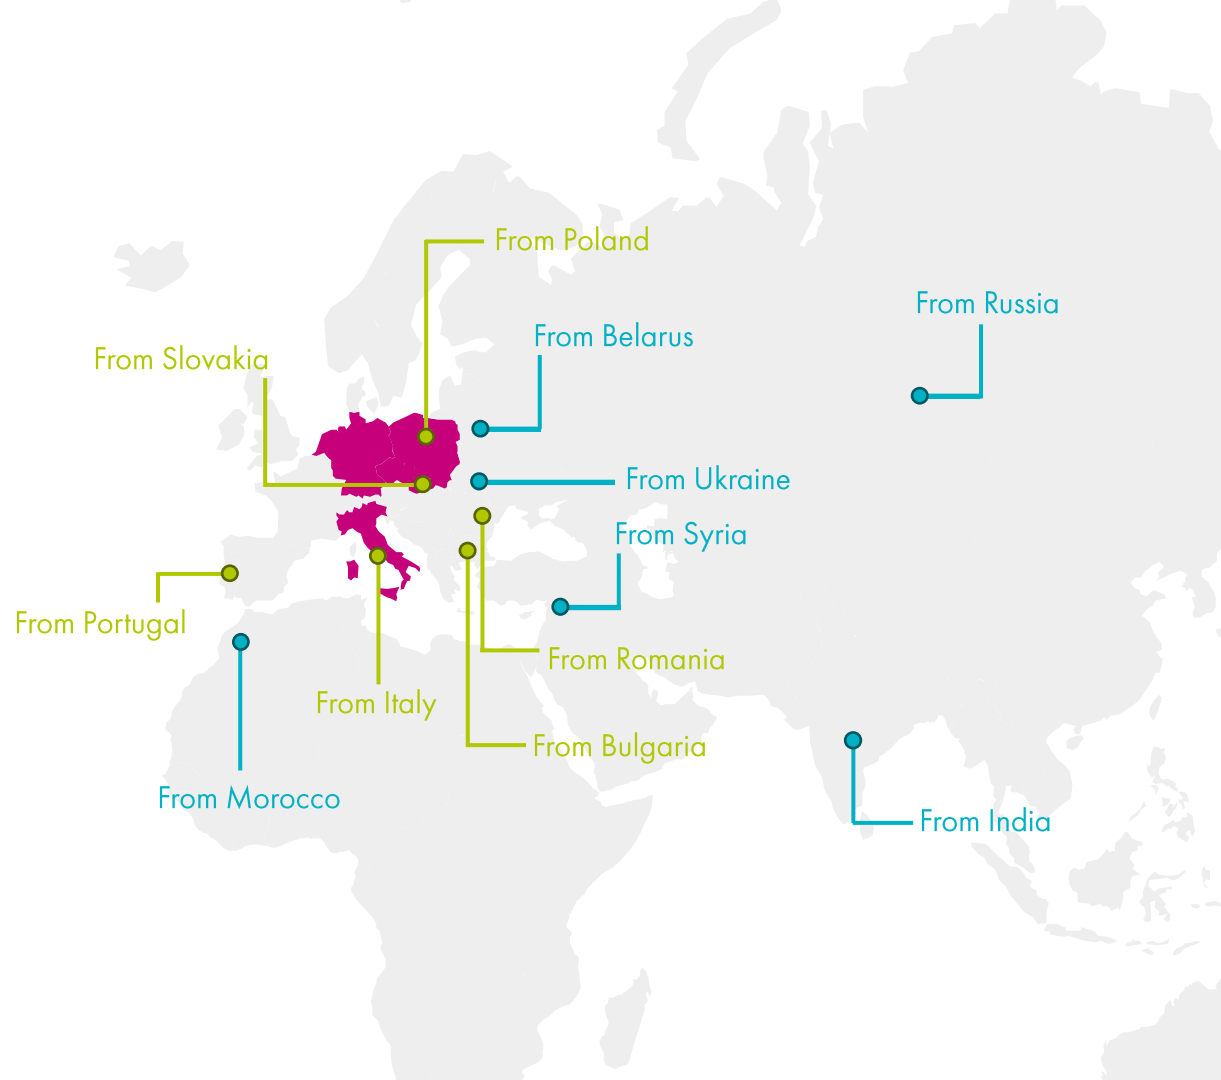 From Poland
From Russia
From Belarus
From Slovakia
From Ukraine
From Syria
From Portugal
From Romania
From Italy
From Bulgaria
From Morocco
From India